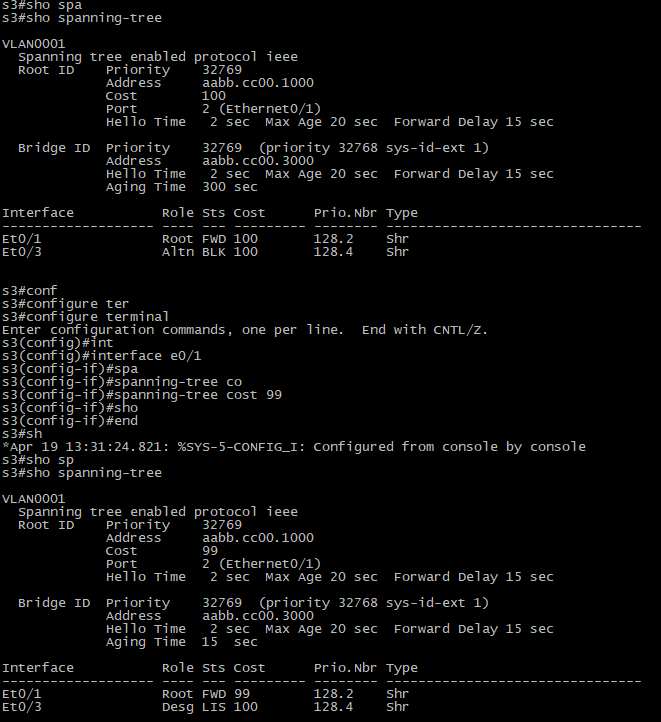 s3#sho spa
s3#sho spanning-tree
VLAN0001
  Spanning tree enabled protocol ieee
  Root ID    Priority    32769
             Address     aabb.cc00.1000
             Cost        100
             Port        2 (Ethernet0/1)
             Hello Time   2 sec  Max Age 20 sec  Forward Delay 15 sec
  Bridge ID  Priority    32769  (priority 32768 sys-id-ext 1)
             Address     aabb.cc00.3000
             Hello Time   2 sec  Max Age 20 sec  Forward Delay 15 sec
             Aging Time  300 sec
Interface           Role Sts Cost      Prio.Nbr Type
------------------- ---- --- --------- -------- --------------------------------
Et0/1               Root FWD 100       128.2    Shr
Et0/3               Altn BLK 100       128.4    Shr
s3#conf
s3#configure ter
s3#configure terminal
Enter configuration commands, one per line.  End with CNTL/Z.
s3(config)#int
s3(config)#interface e0/1
s3(config-if)#spa
s3(config-if)#spanning-tree co
s3(config-if)#spanning-tree cost 99
s3(config-if)#sho
s3(config-if)#end
s3#sh
*Apr 19 13:31:24.821: %SYS-5-CONFIG_I: Configured from console by console
s3#sho sp
s3#sho spanning-tree
VLAN0001
  Spanning tree enabled protocol ieee
  Root ID    Priority    32769
             Address     aabb.cc00.1000
             Cost        99
             Port        2 (Ethernet0/1)
             Hello Time   2 sec  Max Age 20 sec  Forward Delay 15 sec
  Bridge ID  Priority    32769  (priority 32768 sys-id-ext 1)
             Address     aabb.cc00.3000
             Hello Time   2 sec  Max Age 20 sec  Forward Delay 15 sec
             Aging Time  15  sec
Interface           Role Sts Cost      Prio.Nbr Type
------------------- ---- --- --------- -------- --------------------------------
Et0/1               Root FWD 99        128.2    Shr
Et0/3               Desg LIS 100       128.4    Shr